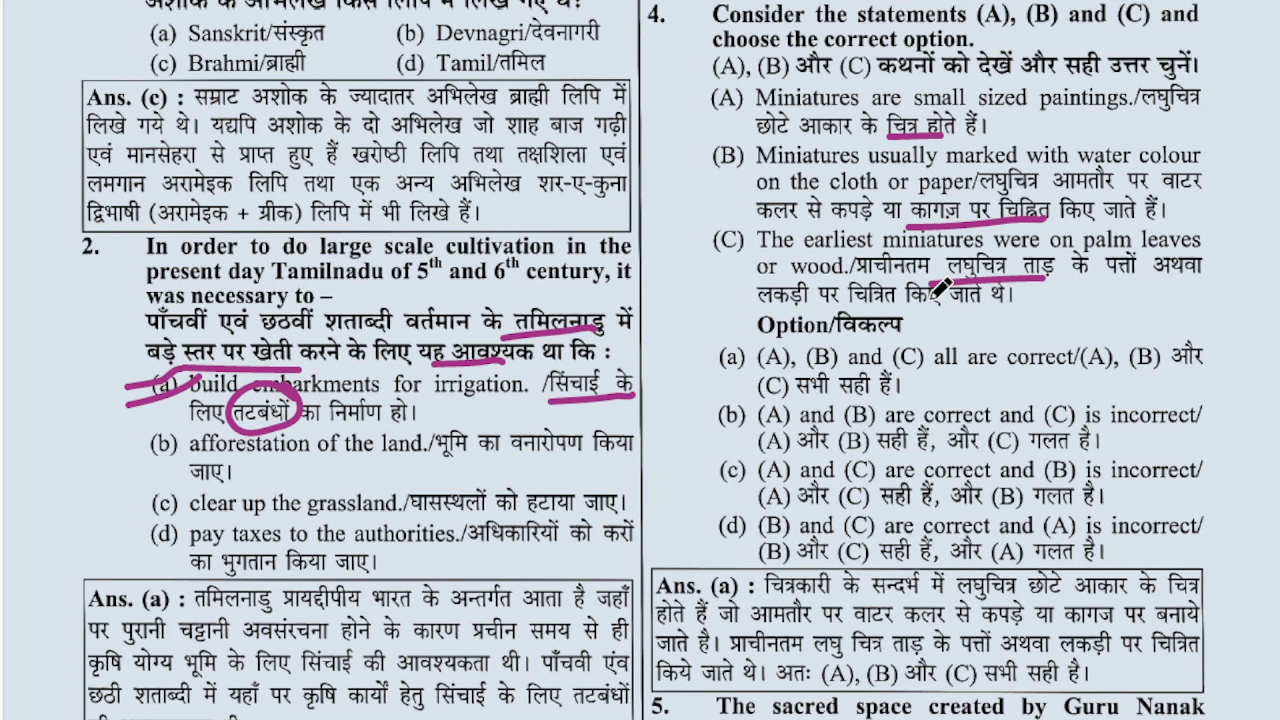 अशोक के अभिलेख किस लिपि में लिखे गए थे?
(a) Sanskrit/संस्कृत (b) Devnagri/देवनागरी
(c) Brahmi/ब्राह्मी (d) Tamil/तमिल
Ans. (c) : सम्राट अशोक के ज्यादातर अभिलेख ब्राह्मी लिपि में
लिखे गये थे। यद्यपि अशोक के दो अभिलेख जो शाह बाज गढ़ी
एवं मानसेहरा से प्राप्त हुए हैं खरोष्ठी लिपि तथा तक्षशिला एवं
लमगान अरामेइक लिपि तथा एक अन्य अभिलेख शर-ए-कुना
द्विभाषी (अरामेइक + ग्रीक) लिपि में भी लिखे हैं।
2. In order to do large scale cultivation in the
present day Tamilnadu of 5th and 6th century, it
was necessary to –
पाँचवीं एवं छठवीं शताब्दी वर्तमान के तमिलनाडु में
बड़े स्तर पर खेती करने के लिए यह आवश्यक था कि :
(a) build embarkments for irrigation. /सिंचाई के
लिए तटबंधों का निर्माण हो।
(b) afforestation of the land./भूमि का वनारोपण किया
जाए।
(c) clear up the grassland./घासस्थलों को हटाया जाए।
(d) pay taxes to the authorities./अधिकारियों को करों
का भुगतान किया जाए।
Ans. (a) : तमिलनाडु प्रायद्वीपीय भारत के अन्तर्गत आता है जहाँ
पर पुरानी चट्टानी अवसंरचना होने के कारण प्रचीन समय से ही
कृषि योग्य भूमि के लिए सिंचाई की आवश्यकता थी। पाँचवी एंव
छठी शताब्दी में यहाँ पर कृषि कार्यो हेतु सिंचाई के लिए तटबंधों
4. Consider the statements (A), (B) and (C) and
choose the correct option.
(A), (B) और (C) कथनों को देखें और सही उत्तर चुनें।
(A) Miniatures are small sized paintings./लघुचित्र
छोटे आकार के चित्र होते हैं।
(B) Miniatures usually marked with water colour
on the cloth or paper/लघुचित्र आमतौर पर वाटर
कलर से कपड़े या कागज़ पर चिह्नित किए जाते हैं।
(C) The earliest miniatures were on palm leaves
or wood./प्राचीनतम लघुचित्र ताड़ के पत्तों अथवा
लकड़ी पर चित्रित किये जाते थे।
Option/विकल्प
(a) (A), (B) and (C) all are correct/(A), (B) और
(C) सभी सही हैं।
(b) (A) and (B) are correct and (C) is incorrect/
(A) और (B) सही हैं, और (C) गलत है।
(c) (A) and (C) are correct and (B) is incorrect/
(A) और (C) सही हैं, और (B) गलत है।
(d) (B) and (C) are correct and (A) is incorrect/
(B) और (C) सही हैं, और (A) गलत है।
Ans. (a) : चित्रकारी के सन्दर्भ में लघुचित्र छोटे आकार के चित्र
होते हैं जो आमतौर पर वाटर कलर से कपड़े या कागज पर बनाये
जाते है। प्राचीनतम लघु चित्र ताड़ के पत्तों अथवा लकड़ी पर चित्रित
किये जाते थे। अतः (A), (B) और (C) सभी सही है।
5. The sacred space created by Guru Nanak